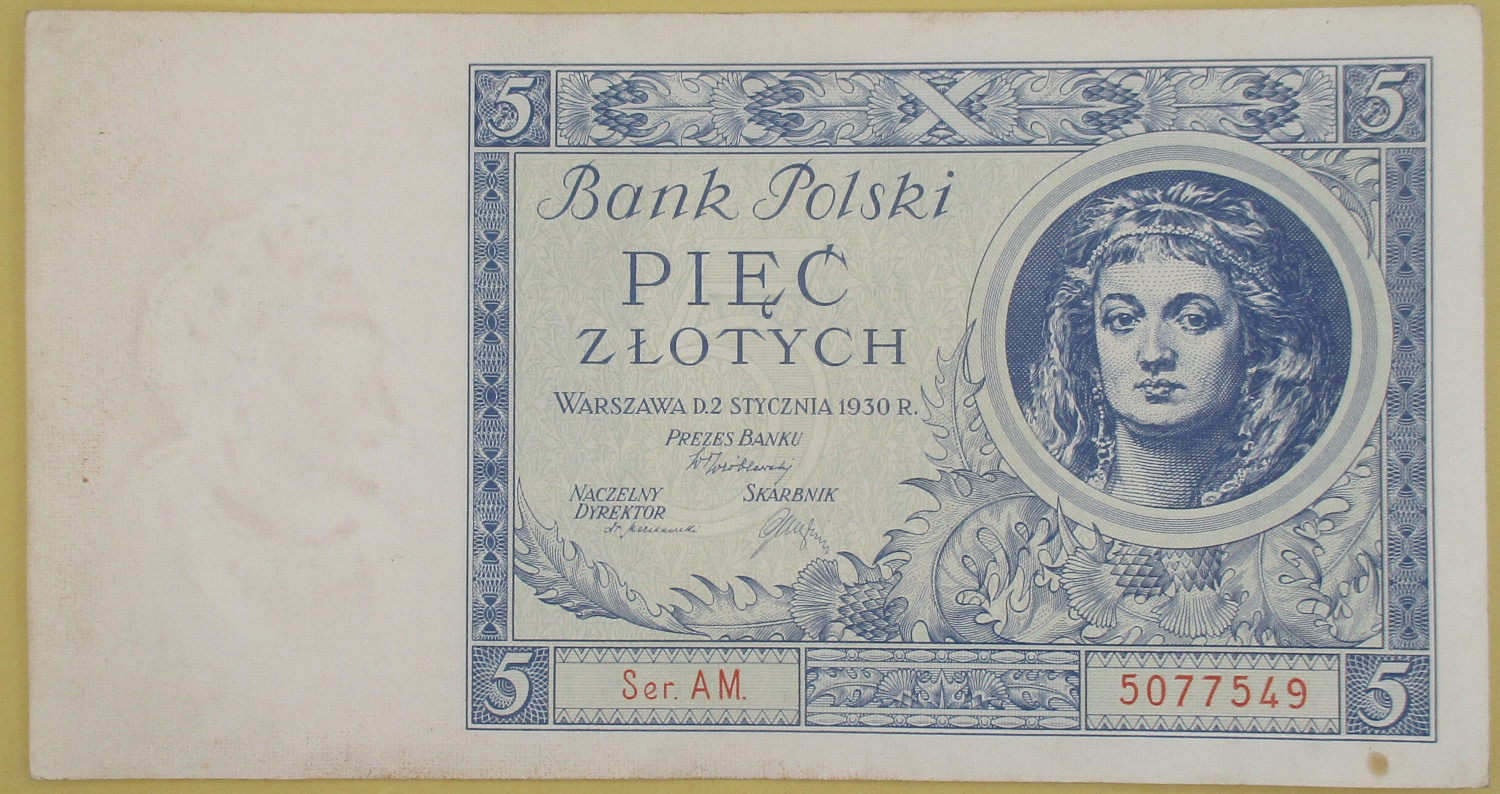 5 5
Bank Polski
PIĘĆ
ZŁOTYCH
WARSZAWA D.2 STYCZNIA 1930 R.
PREZES BANKU
NACZELNY SKARBNIK
DYREKTOR
5 Ser. AM. 5077549 5